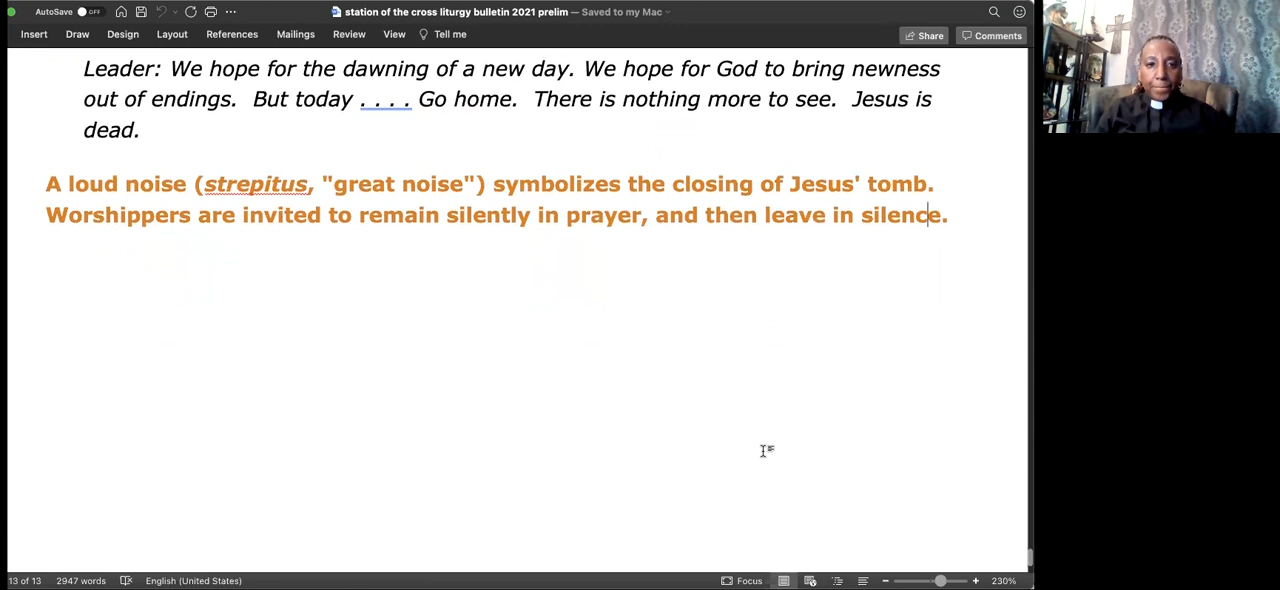 AutoSave OFF station of the cross liturgy bulletin 2021 prelim — Saved to my Mac
Insert Draw Design Layout References Mailings Review View Tell me Share Comments
Leader: We hope for the dawning of a new day. We hope for God to bring newness
out of endings. But today . . . . Go home. There is nothing more to see. Jesus is
dead.
A loud noise (strepitus, "great noise") symbolizes the closing of Jesus' tomb.
Worshippers are invited to remain silently in prayer, and then leave in silence.
13 of 13 2947 words English (United States) Focus 230%